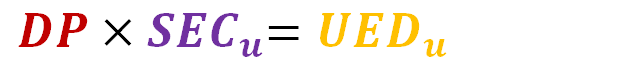 DP × SECᵤ = UEDᵤ